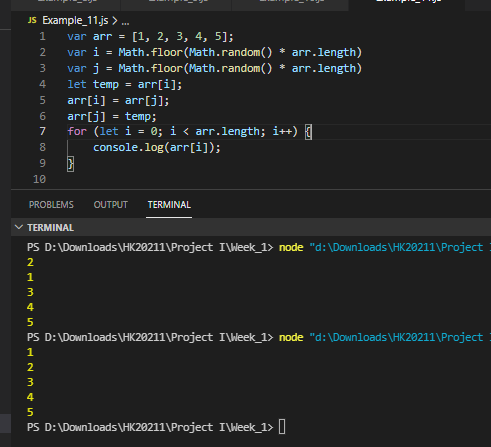 JS Example_11.js > ...
1 var arr = [1, 2, 3, 4, 5];
2 var i = Math.floor(Math.random() * arr.length)
3 var j = Math.floor(Math.random() * arr.length)
4 let temp = arr[i];
5 arr[i] = arr[j];
6 arr[j] = temp;
7 for (let i = 0; i < arr.length; i++) {
8 console.log(arr[i]);
9 }
10
PROBLEMS OUTPUT TERMINAL
TERMINAL
PS D:\Downloads\HK20211\Project I\Week_1> node "d:\Downloads\HK20211\Project I
2
1
3
4
5
PS D:\Downloads\HK20211\Project I\Week_1> node "d:\Downloads\HK20211\Project I
1
2
3
4
5
PS D:\Downloads\HK20211\Project I\Week_1>